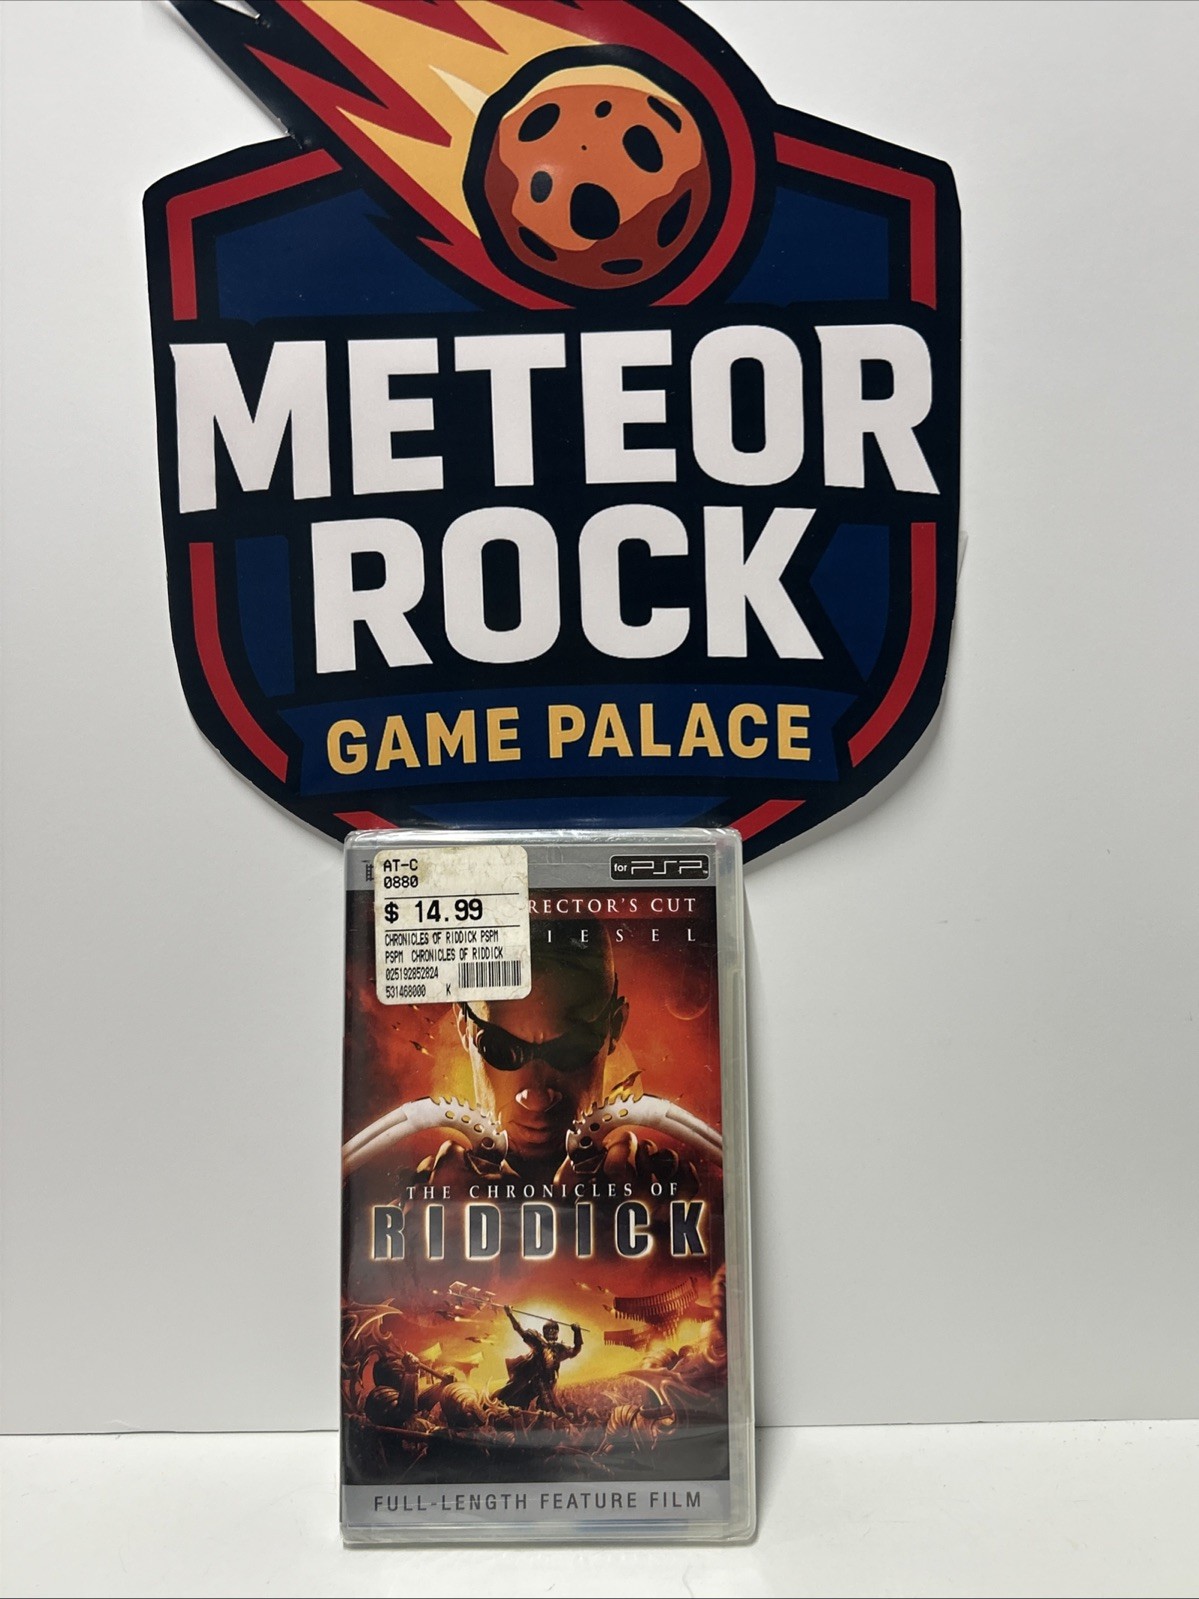 METEOR
ROCK
GAME PALACE
AT-C
0880
$ 14.99
CHRONICLES OF RIDDICK PSPM
PSPM CHRONICLES OF RIDDICK
025192852824
531468000 K
for PSP
RECTOR'S CUT
IESEL
THE CHRONICLES OF
RIDDICK
FULL-LENGTH FEATURE FILM